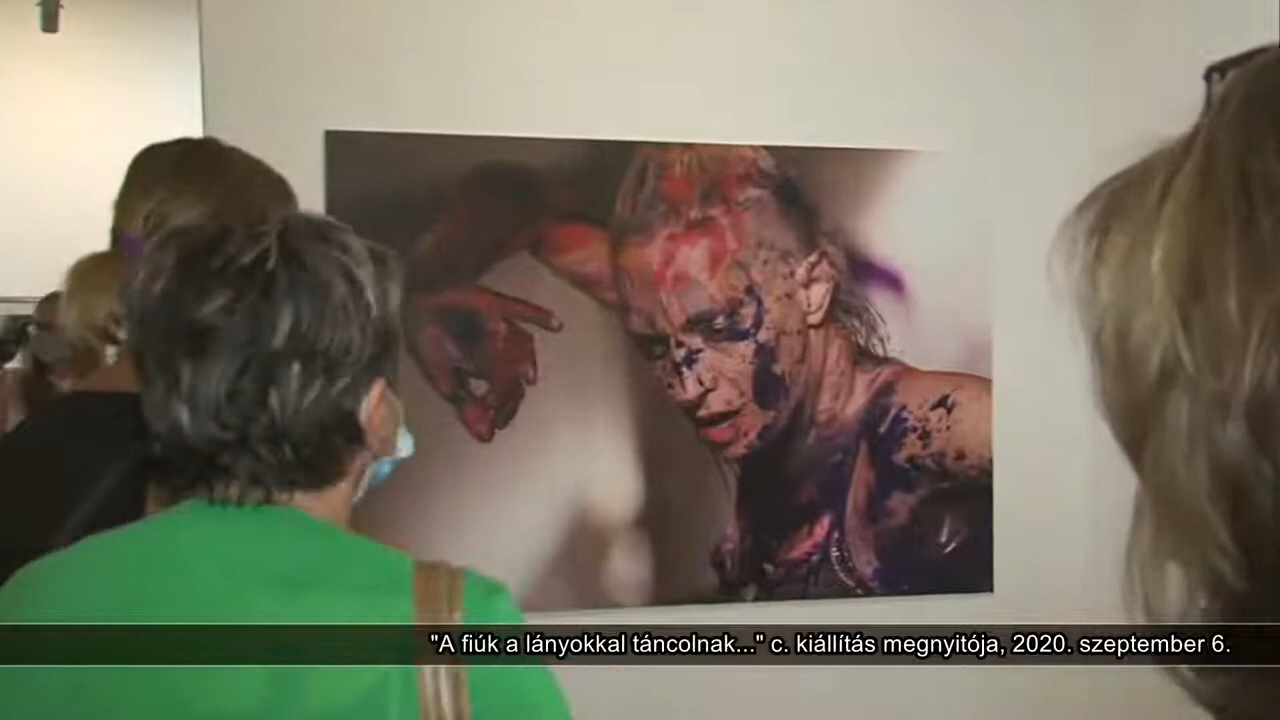 "A fiúk a lányokkal táncolnak..." c. kiállítás megnyitója, 2020. szeptember 6.